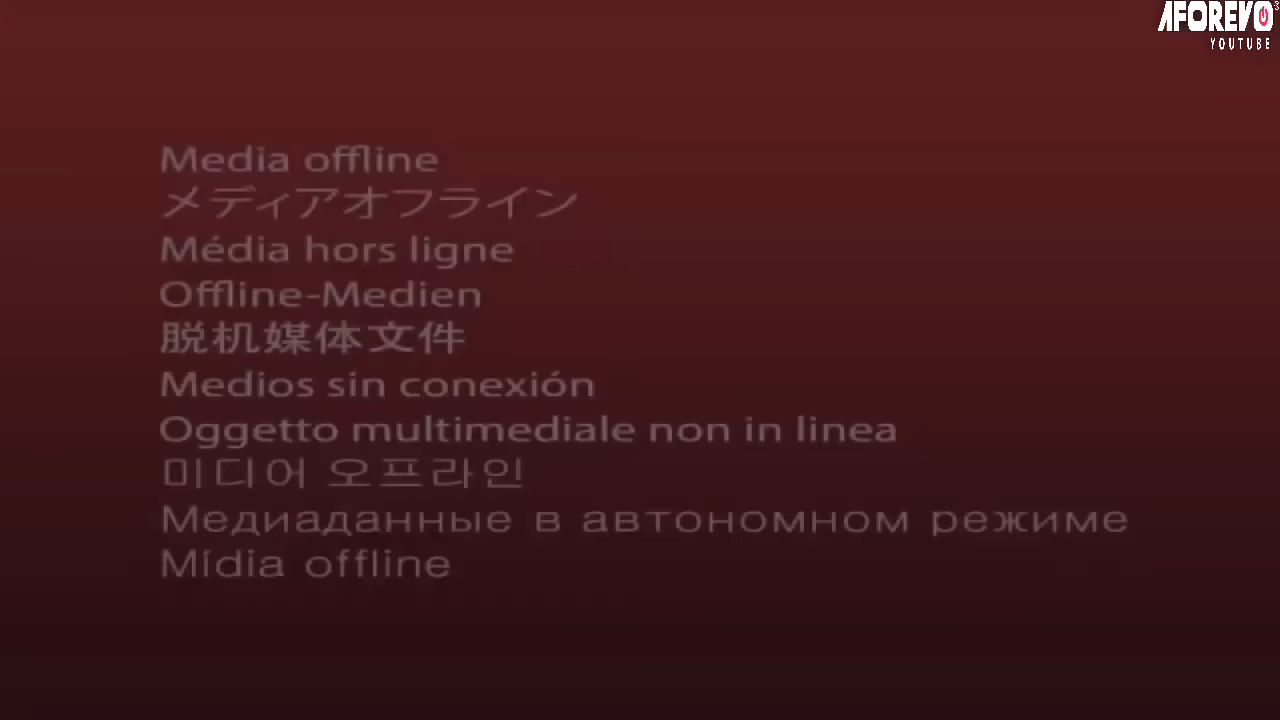 AFOREVO
YOUTUBE
Media offline
メディアオフライン
Média hors ligne
Offline-Medien
脱机媒体文件
Medios sin conexión
Oggetto multimediale non in linea
미디어 오프라인
Медиаданные в автономном режиме
Mídia offline